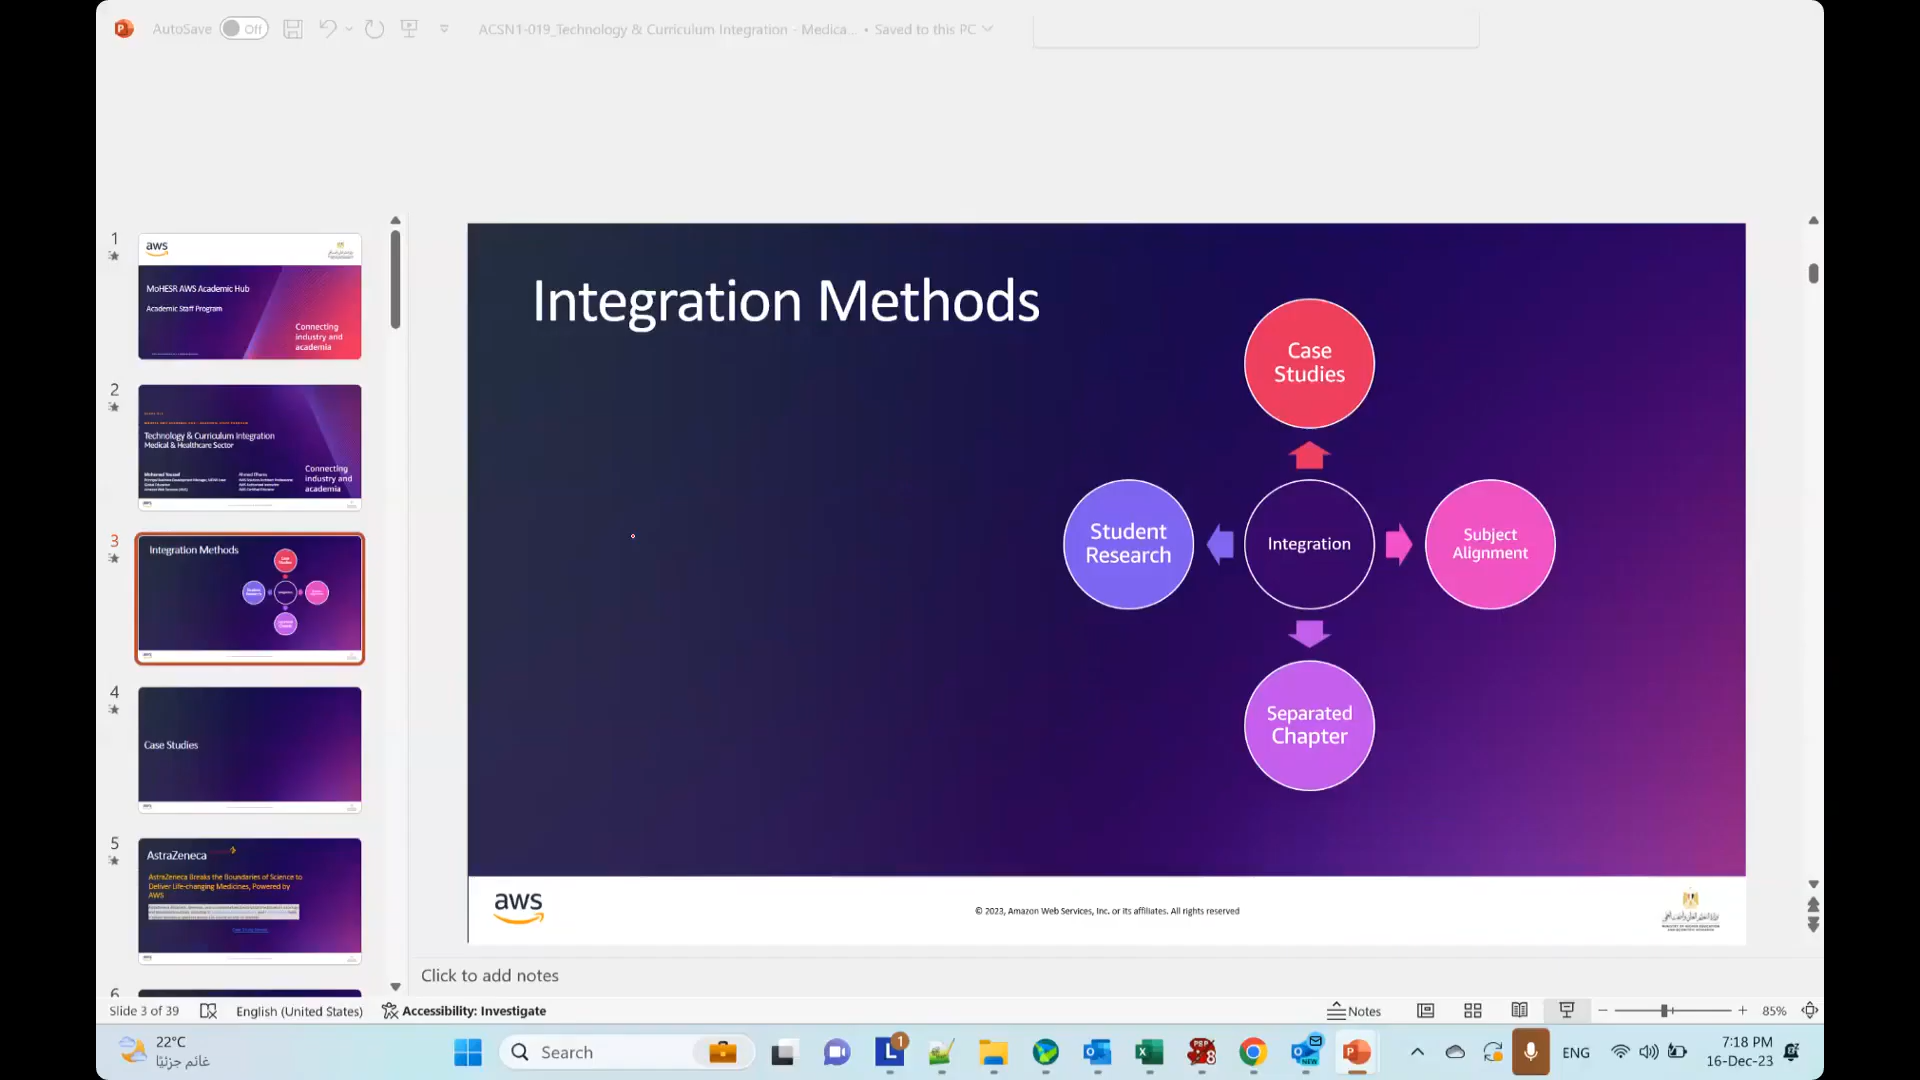 AutoSave Off
ACSN1-019_Technology & Curriculum Integration - Medica... • Saved to this PC
1
aws
MoHESR AWS Academic Hub
Academic Staff Program
Connecting
industry and
academia
2
Technology & Curriculum Integration
Medical & Healthcare Sector
Connecting
industry and
academia
3
Integration Methods
4
Case Studies
5
AstraZeneca
AstraZeneca Breaks the Boundaries of Science to
Deliver Life-changing Medicines, Powered by
AWS
6
Integration Methods
Case
Studies
Student
Research
Integration
Subject
Alignment
Separated
Chapter
aws
© 2023, Amazon Web Services, Inc. or its affiliates. All rights reserved
Click to add notes
Slide 3 of 39
English (United States)
Accessibility: Investigate
Notes
85%
22°C
غائم جزئيًا
Search
1
ENG
7:18 PM
16-Dec-23